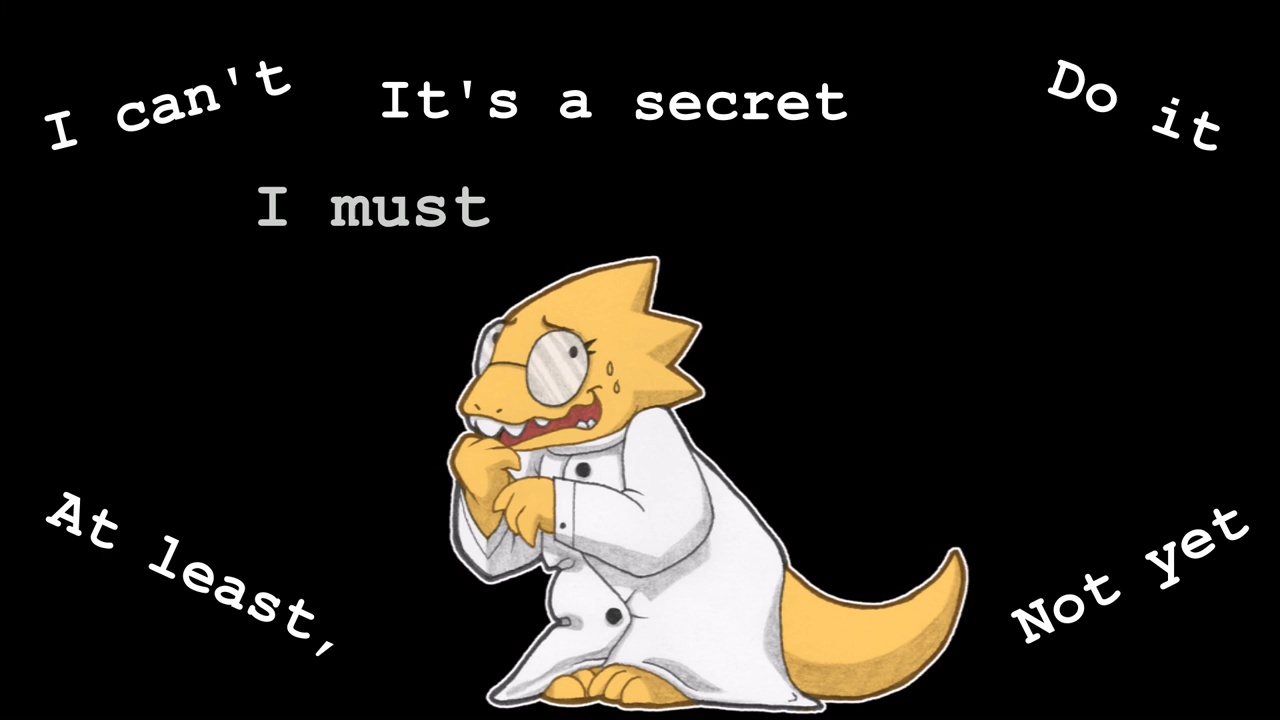 I can't
It's a secret
Do it
I must
At least,
Not yet